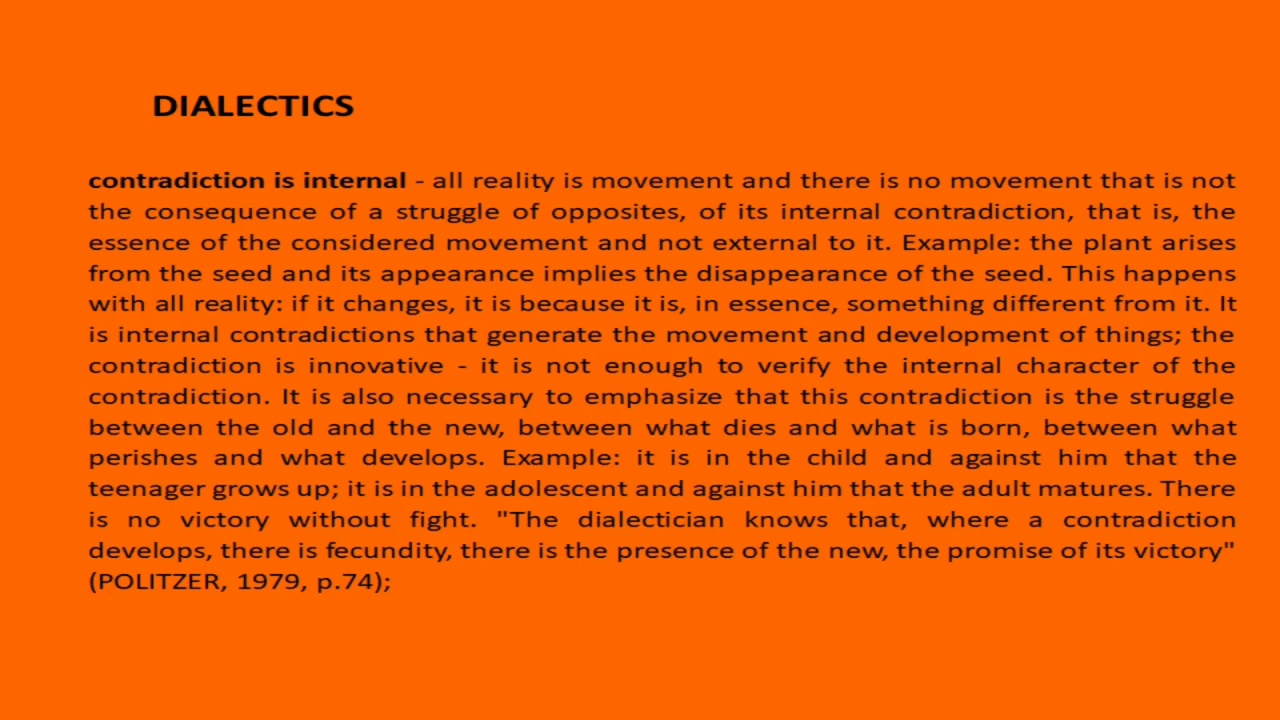 DIALECTICS
contradiction is internal - all reality is movement and there is no movement that is not
the consequence of a struggle of opposites, of its internal contradiction, that is, the
essence of the considered movement and not external to it. Example: the plant arises
from the seed and its appearance implies the disappearance of the seed. This happens
with all reality: if it changes, it is because it is, in essence, something different from it. It
is internal contradictions that generate the movement and development of things; the
contradiction is innovative - it is not enough to verify the internal character of the
contradiction. It is also necessary to emphasize that this contradiction is the struggle
between the old and the new, between what dies and what is born, between what
perishes and what develops. Example: it is in the child and against him that the
teenager grows up; it is in the adolescent and against him that the adult matures. There
is no victory without fight. "The dialectician knows that, where a contradiction
develops, there is fecundity, there is the presence of the new, the promise of its victory"
(POLITZER, 1979, p.74);